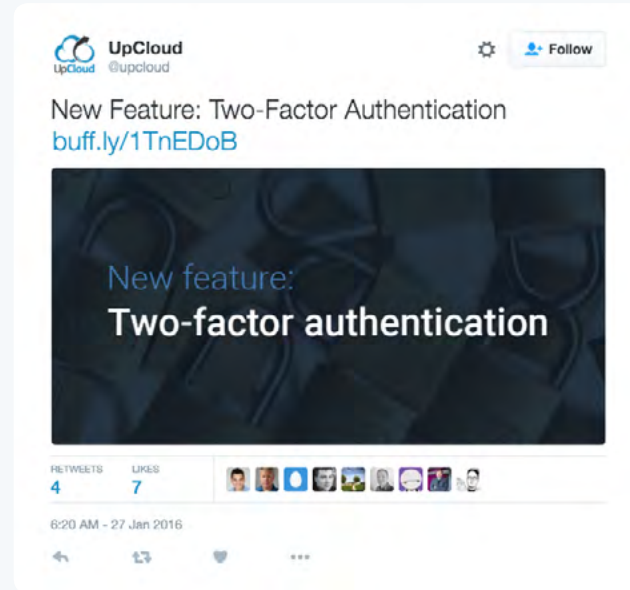 UpCloud
UpCloud
@upcloud
Follow
New Feature: Two-Factor Authentication
buff.ly/1TnEDoB
New feature:
Two-factor authentication
RETWEETS LIKES
4 7
6:20 AM - 27 Jan 2016